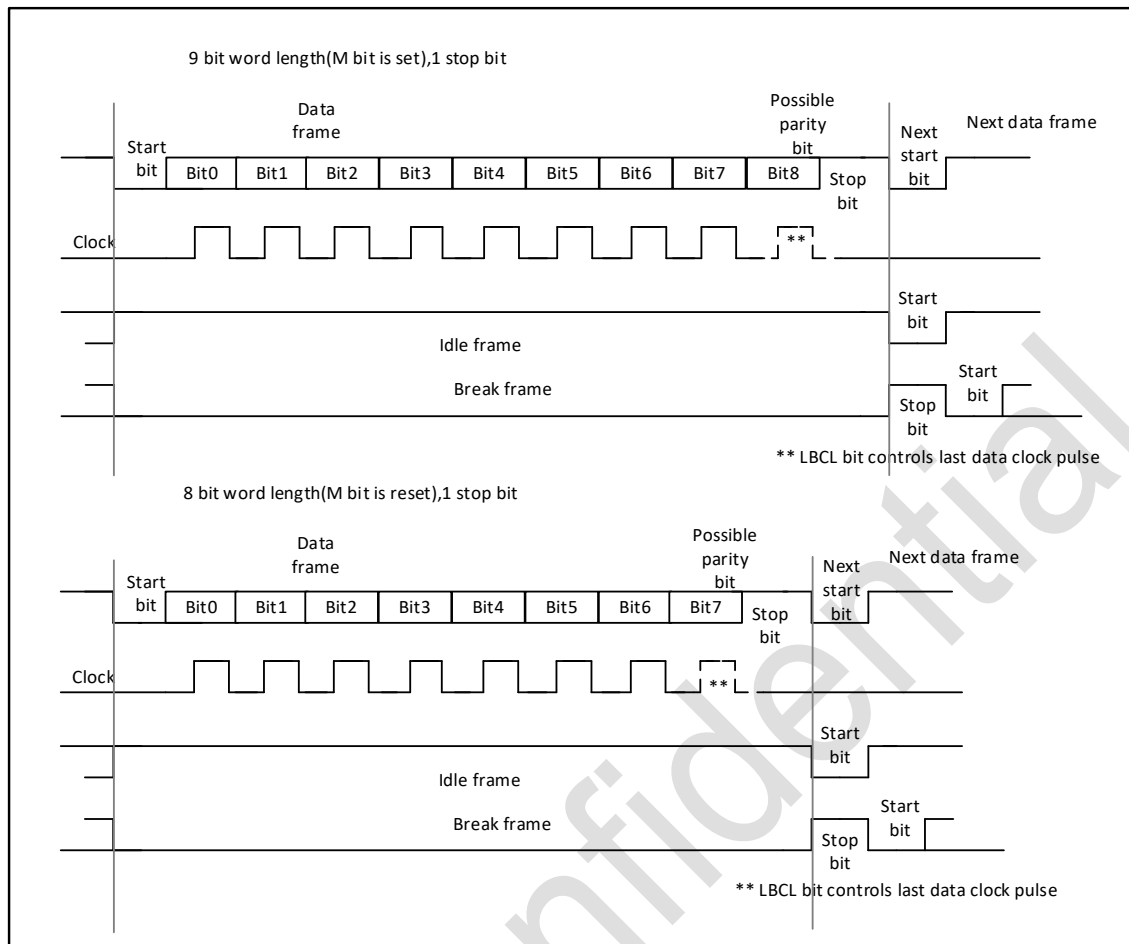 9 bit word length(M bit is set),1 stop bit
Data
frame
Possible
parity
bit
Next data frame
Start
bit
Bit0
Bit1
Bit2
Bit3
Bit4
Bit5
Bit6
Bit7
Bit8
Stop
bit
Next
start
bit
Clock
**
Start
bit
Idle frame
Break frame
Stop
bit
Start
bit
** LBCL bit controls last data clock pulse
8 bit word length(M bit is reset),1 stop bit
Data
frame
Possible
parity
bit
Next data frame
Start
bit
Bit0
Bit1
Bit2
Bit3
Bit4
Bit5
Bit6
Bit7
Stop
bit
Next
start
bit
Clock
**
Start
bit
Idle frame
Break frame
Stop
bit
Start
bit
** LBCL bit controls last data clock pulse
nfidential